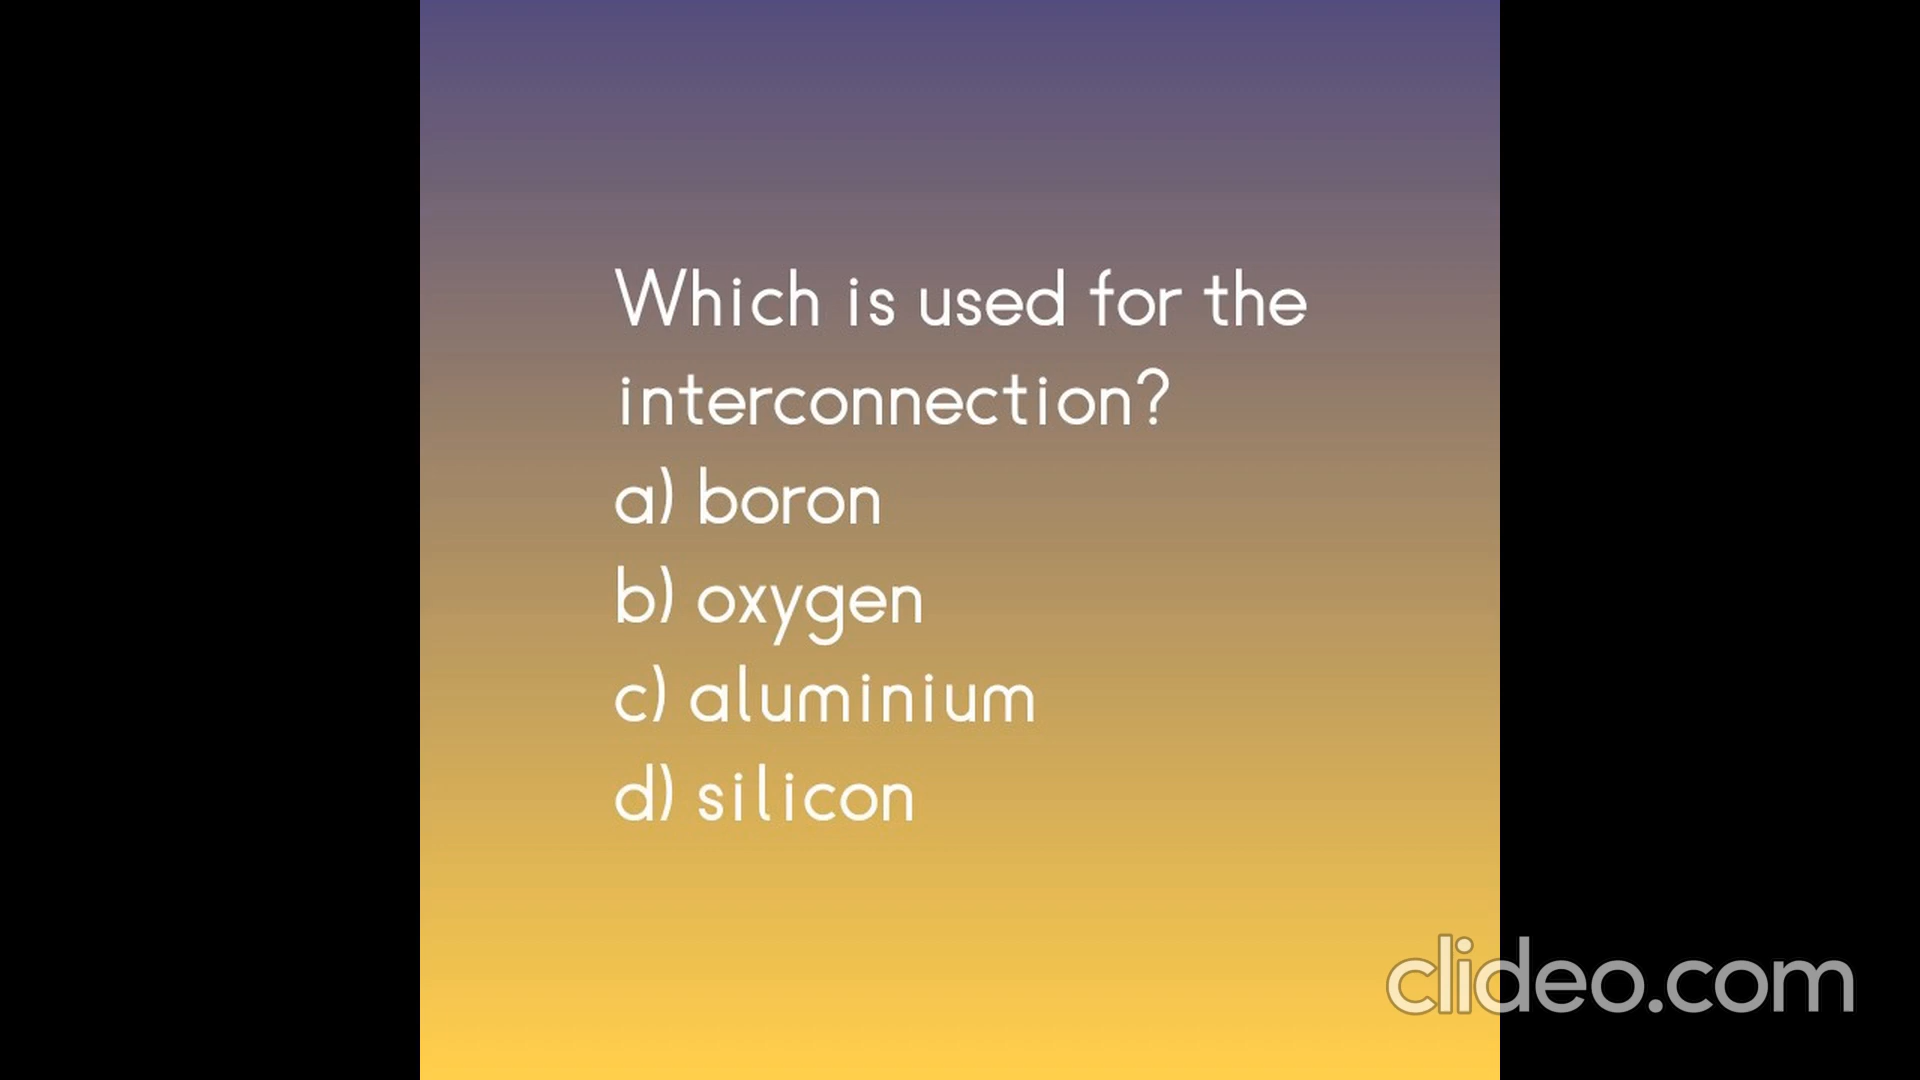 Which is used for the
interconnection?
a) boron
b) oxygen
c) aluminium
d) silicon
clideo.com